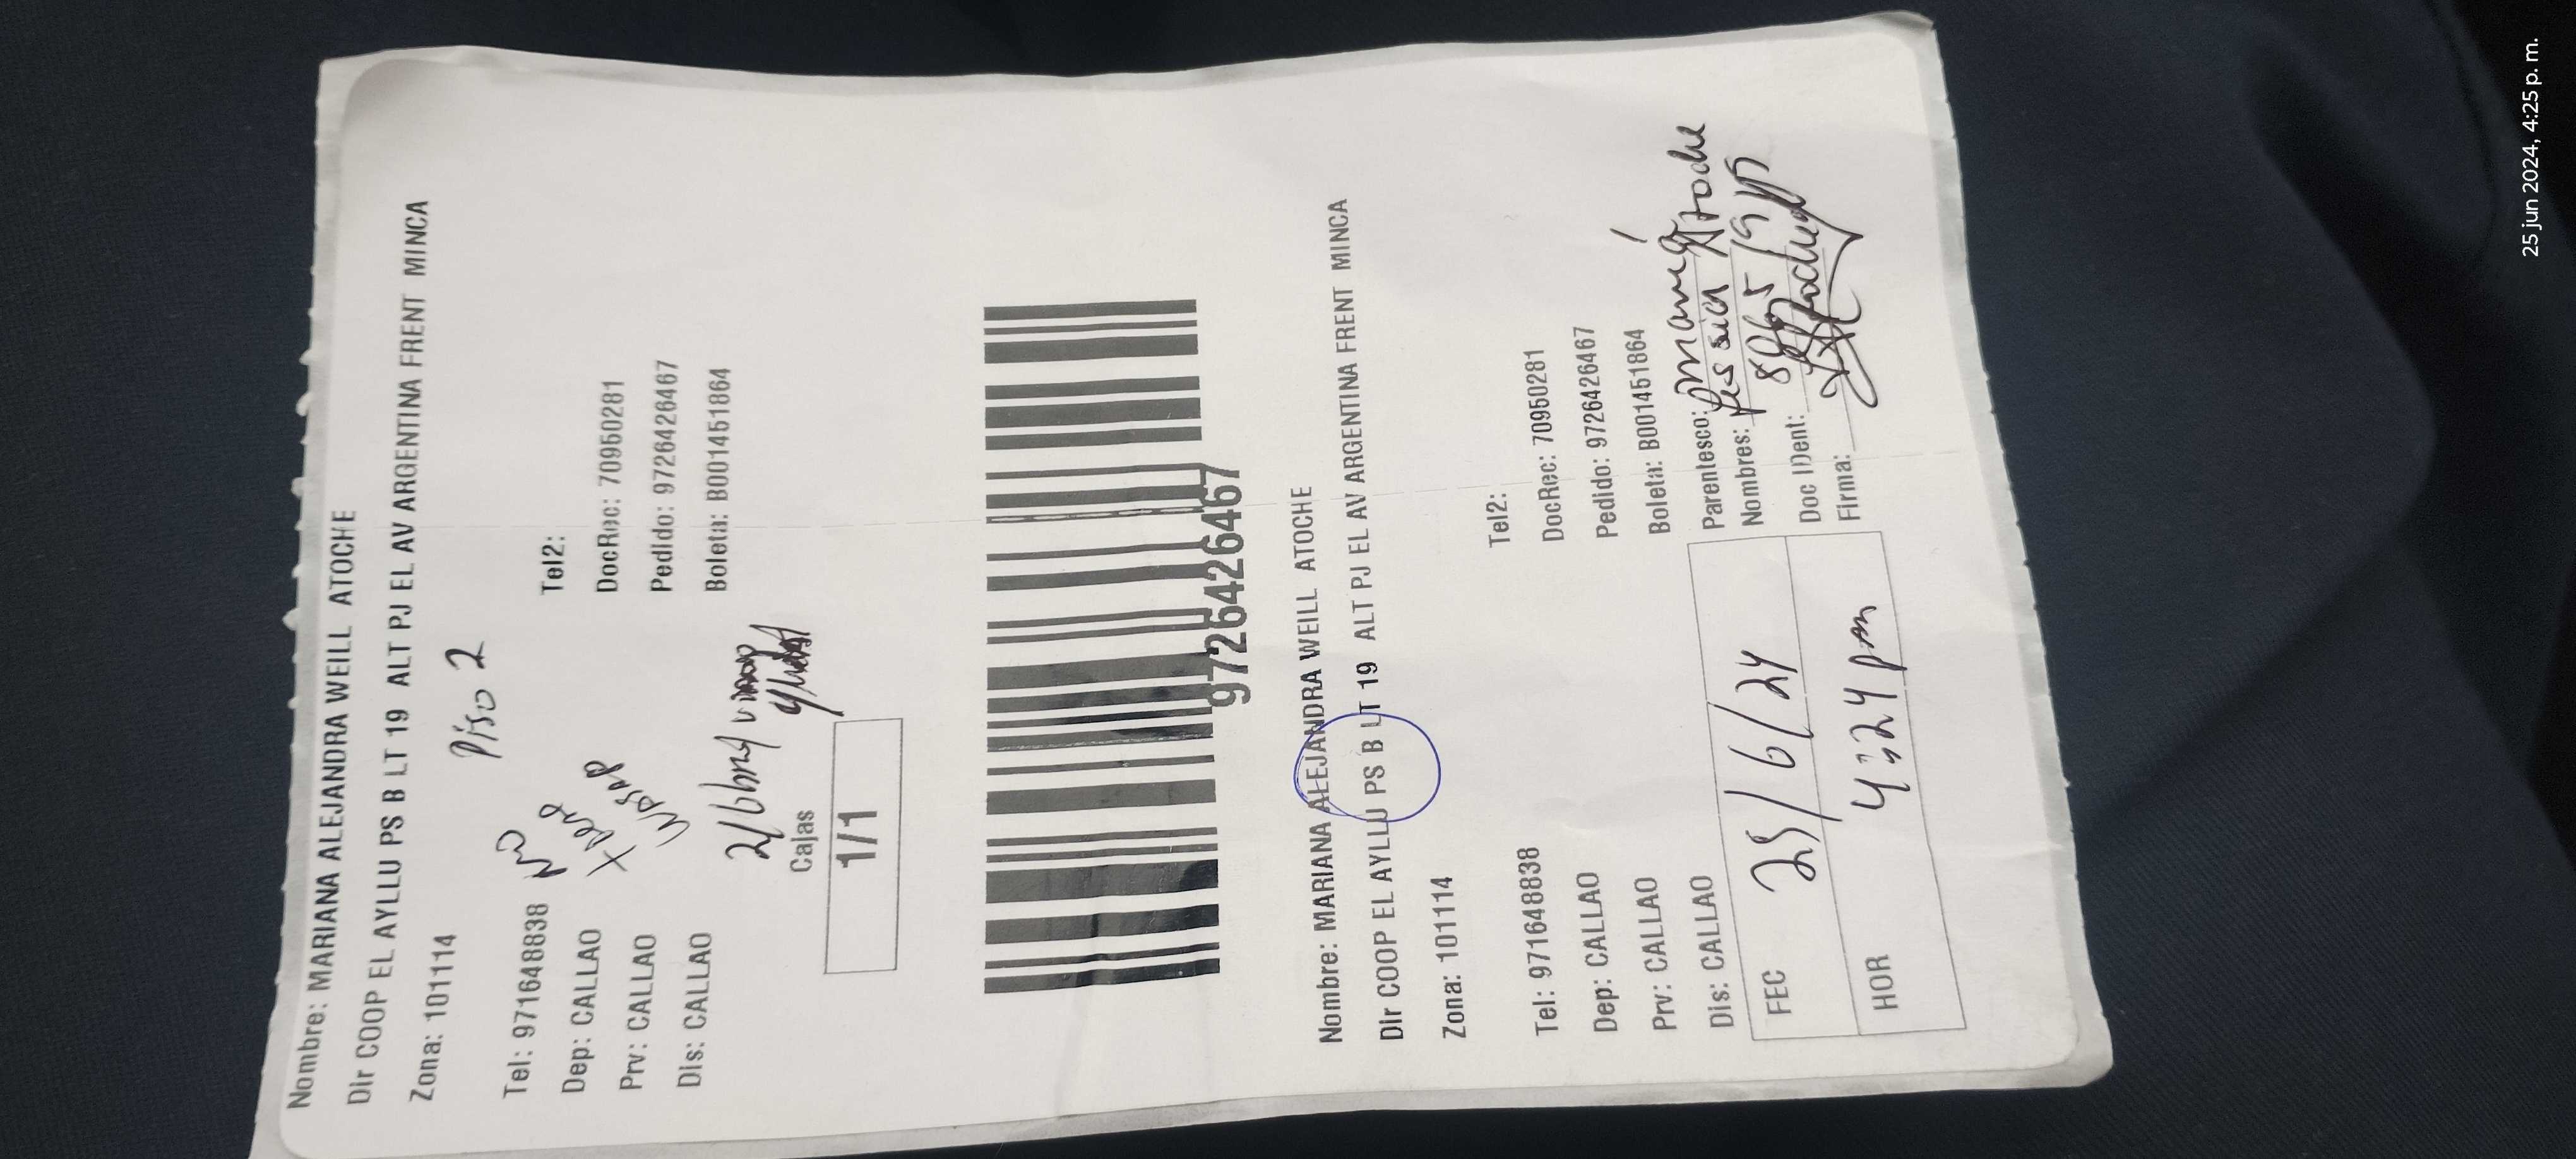 Nombre: MARIANA ALEJANDRA WEILL ATOCHE
DIr COOP EL AYLLU PS B LT 19 ALT PJ EL AV ARGENTINA FRENT MINCA
Zona: 101114
Piso 2
Tel: 971648838 Tel2:
Dep: CALLAO DocRec: 70950281
Prv: CALLAO Pedido: 9726426467
DIs: CALLAO Boleta: B001451864
Cajas
1/1
9726426467
Nombre: MARIANA ALEJANDRA WEILL ATOCHE
DIr COOP EL AYLLU PS B LT 19 ALT PJ EL AV ARGENTINA FRENT MINCA
Zona: 101114
Tel: 971648838 Tel2:
Dep: CALLAO DocRec: 70950281
Prv: CALLAO Pedido: 9726426467
Dis: CALLAO Boleta: B001451864
FEC 25/6/24
HOR 4:24 pm
Parentesco: mamá
Nombres: Jessica Atoche
Doc IDent:
Firma:
25 jun 2024, 4:25 p. m.